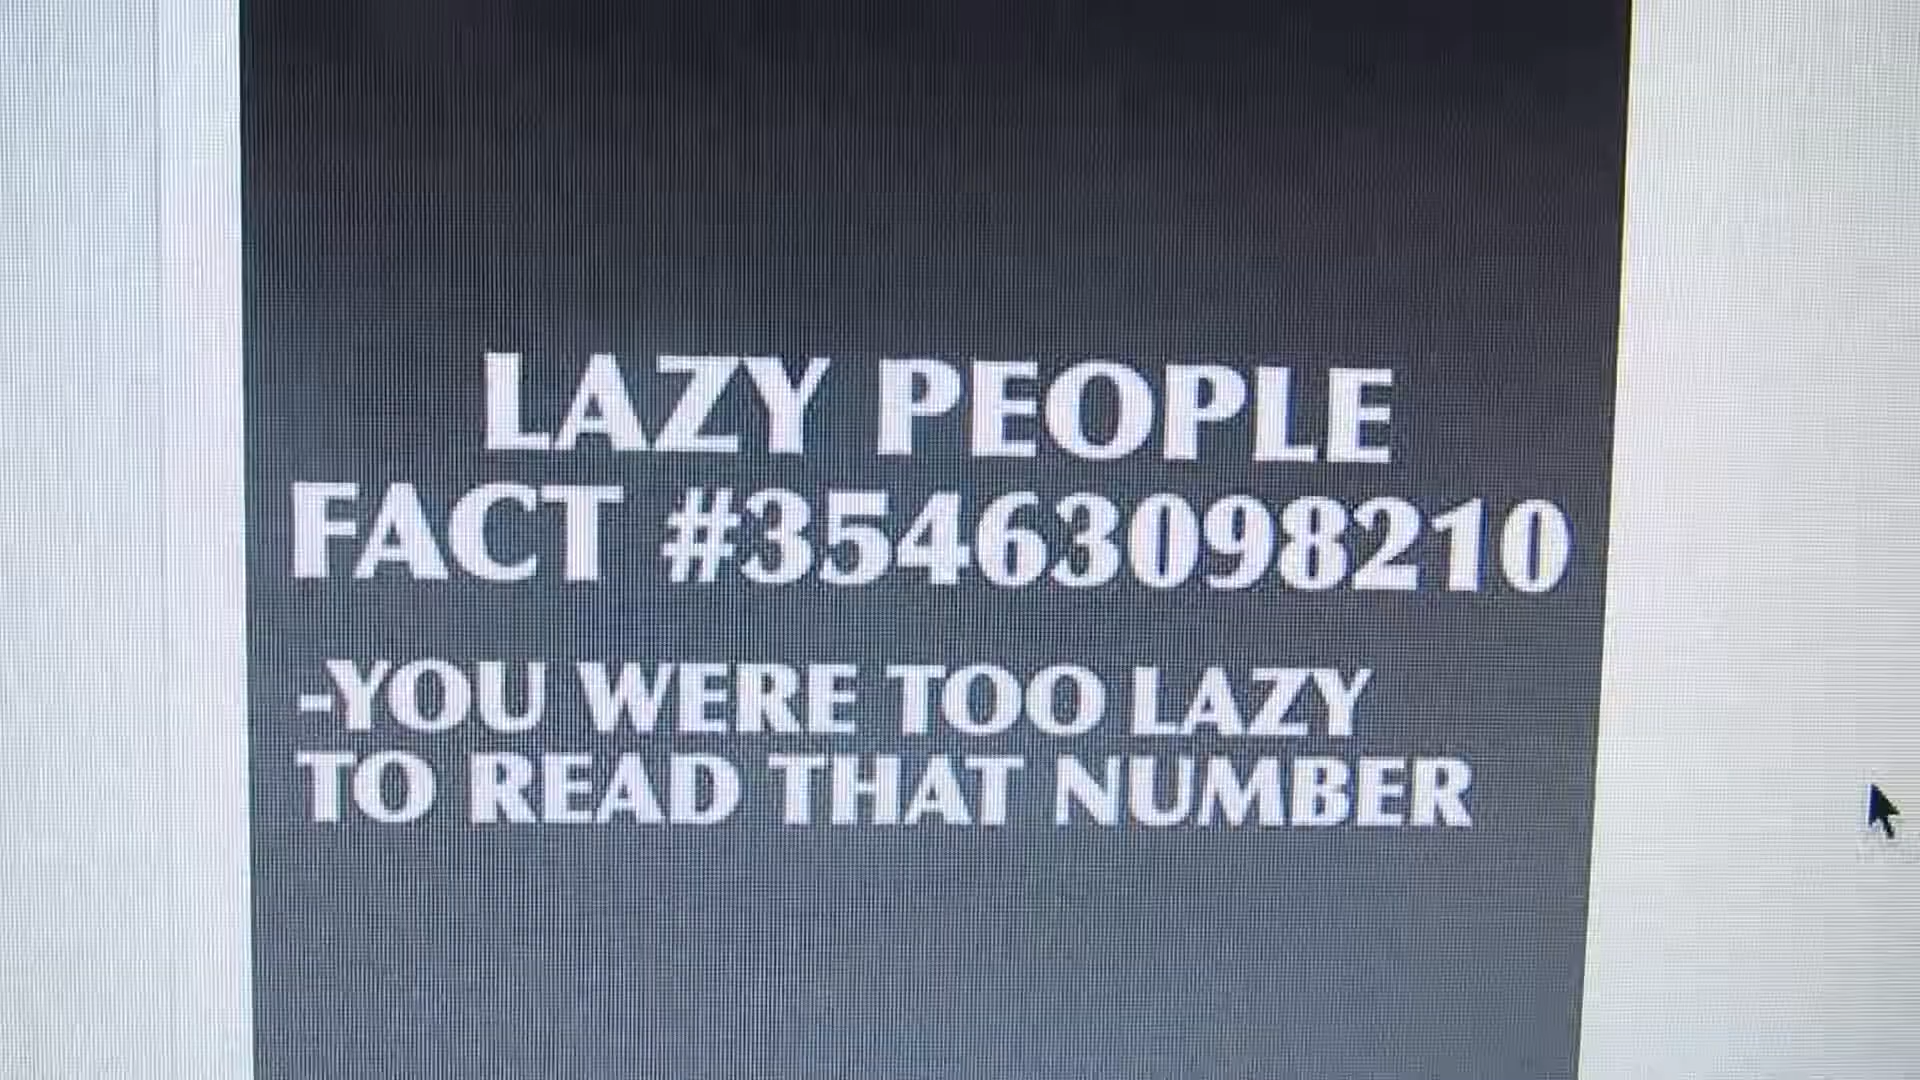 LAZY PEOPLE
FACT #35463098210
-YOU WERE TOO LAZY
TO READ THAT NUMBER